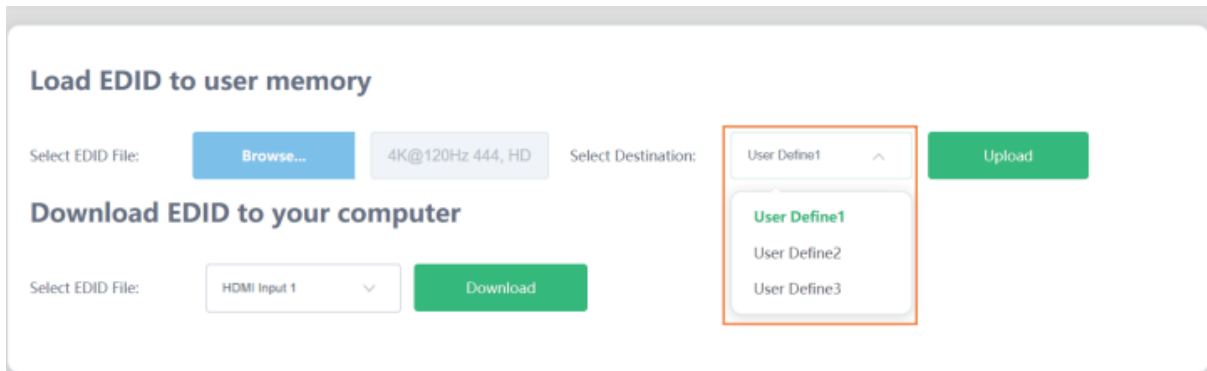 Load EDID to user memory
Select EDID File: Browse... 4K@120Hz 444, HD Select Destination: User Define1 Upload
User Define1
User Define2
User Define3
Download EDID to your computer
Select EDID File: HDMI Input 1 Download